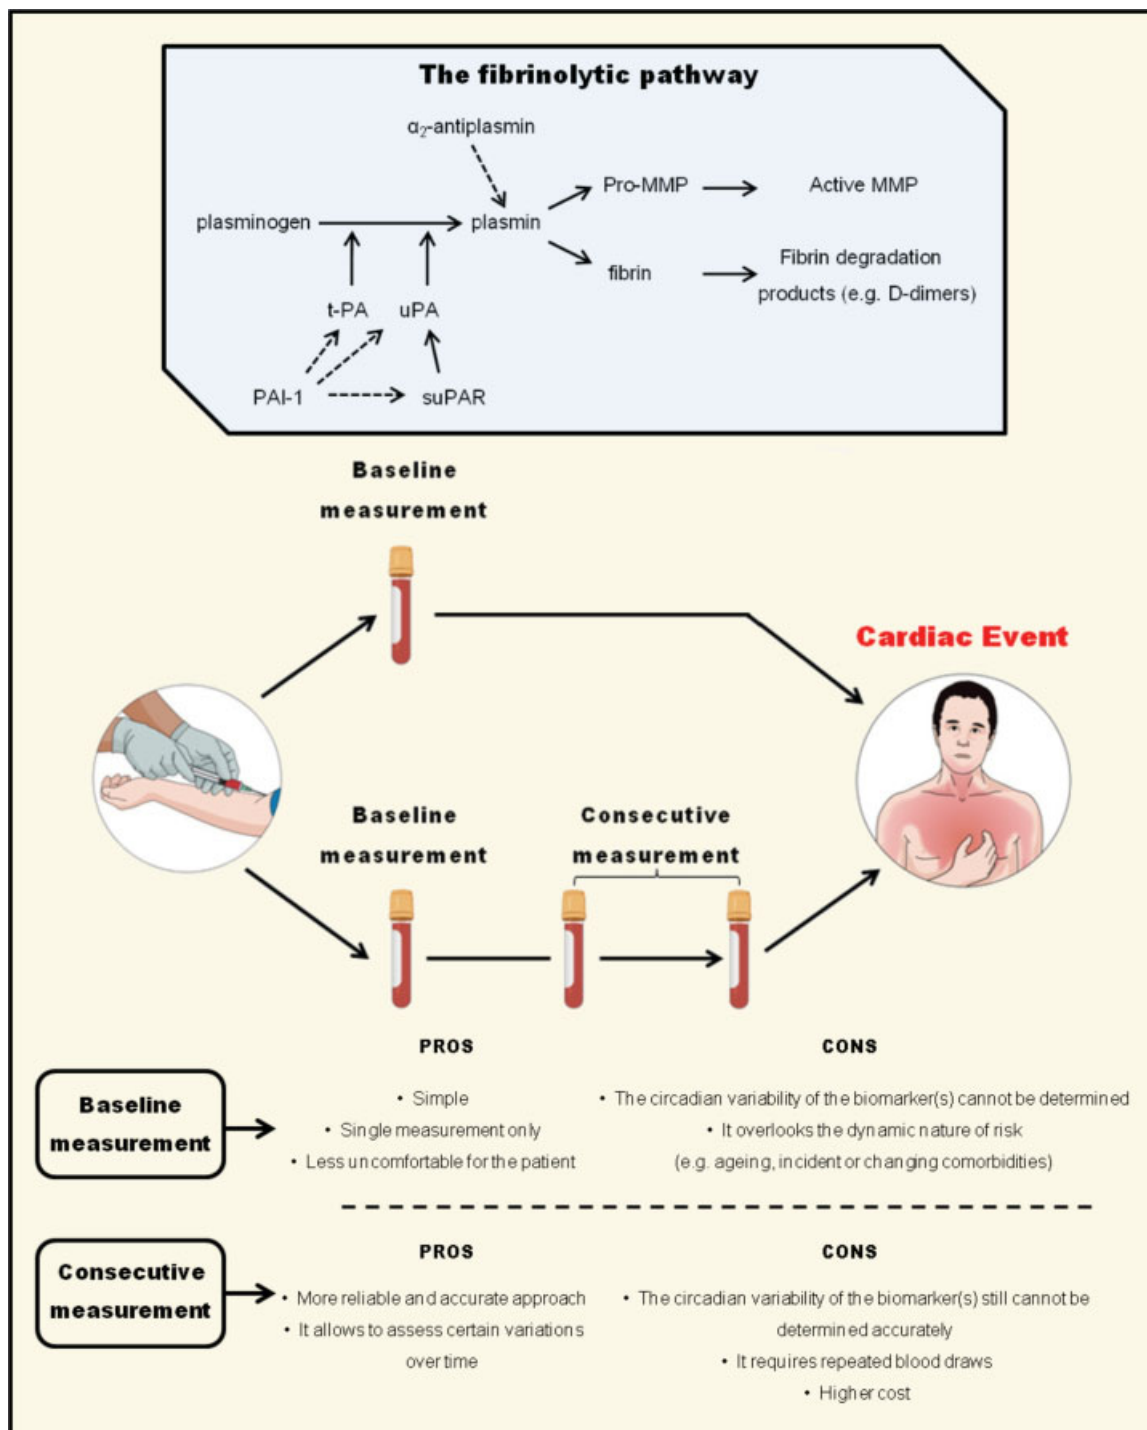 The fibrinolytic pathway
α₂-antiplasmin
Pro-MMP
Active MMP
plasminogen
plasmin
fibrin
Fibrin degradation
products (e.g. D-dimers)
t-PA
uPA
PAI-1
suPAR
Baseline
measurement
Cardiac Event
Baseline
measurement
Consecutive
measurement
PROS
CONS
Baseline
measurement
• Simple
• Single measurement only
• Less uncomfortable for the patient
• The circadian variability of the biomarker(s) cannot be determined
• It overlooks the dynamic nature of risk
(e.g. ageing, incident or changing comorbidities)
PROS
CONS
Consecutive
measurement
• More reliable and accurate approach
• It allows to assess certain variations
over time
• The circadian variability of the biomarker(s) still cannot be
determined accurately
• It requires repeated blood draws
• Higher cost